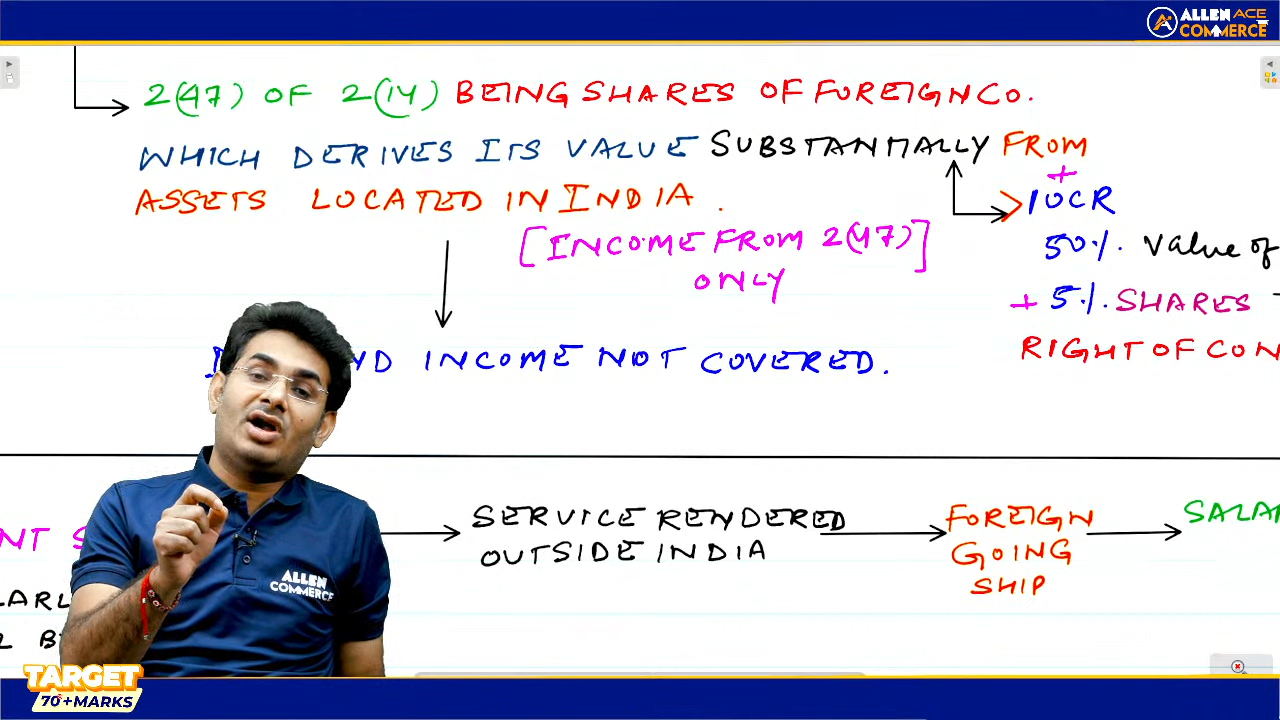 ALLEN ACE
COMMERCE
2(47) OF 2(14) BEING SHARES OF FOREIGN CO.
WHICH DERIVES ITS VALUE SUBSTANTIALLY FROM
ASSETS LOCATED IN INDIA.
+
> 10CR
[INCOME FROM 2(47)]
ONLY
50%. Value of
+ 5%. SHARES
RIGHT OF CON
ND INCOME NOT COVERED.
SERVICE RENDERED
OUTSIDE INDIA
FOREIGN
GOING
SHIP
SALA
NT S
LARL
ALLEN
COMMERCE
TARGET
70+MARKS